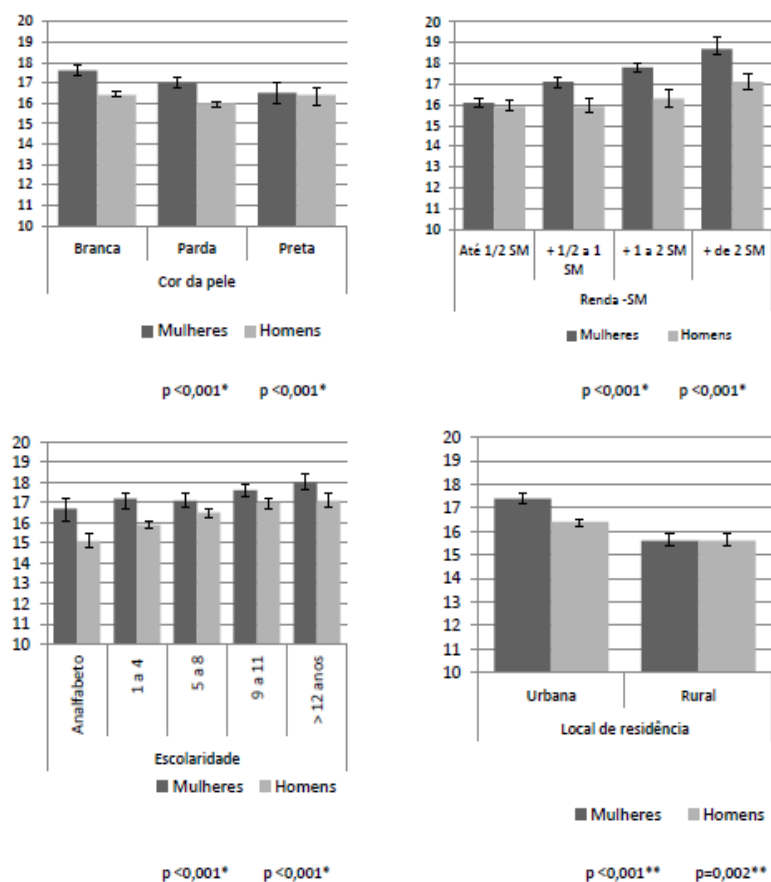 20
19
18
17
16
15
14
13
12
11
10
Branca Parda Preta
Cor da pele
Mulheres Homens
p <0,001* p <0,001*
20
19
18
17
16
15
14
13
12
11
10
Até 1/2 SM + 1/2 a 1 SM + 1 a 2 SM + de 2 SM
Renda -SM
Mulheres Homens
p <0,001* p <0,001*
20
19
18
17
16
15
14
13
12
11
10
Analfabeto 1 a 4 5 a 8 9 a 11 > 12 anos
Escolaridade
Mulheres Homens
p <0,001* p <0,001*
20
19
18
17
16
15
14
13
12
11
10
Urbana Rural
Local de residência
Mulheres Homens
p <0,001** p=0,002**